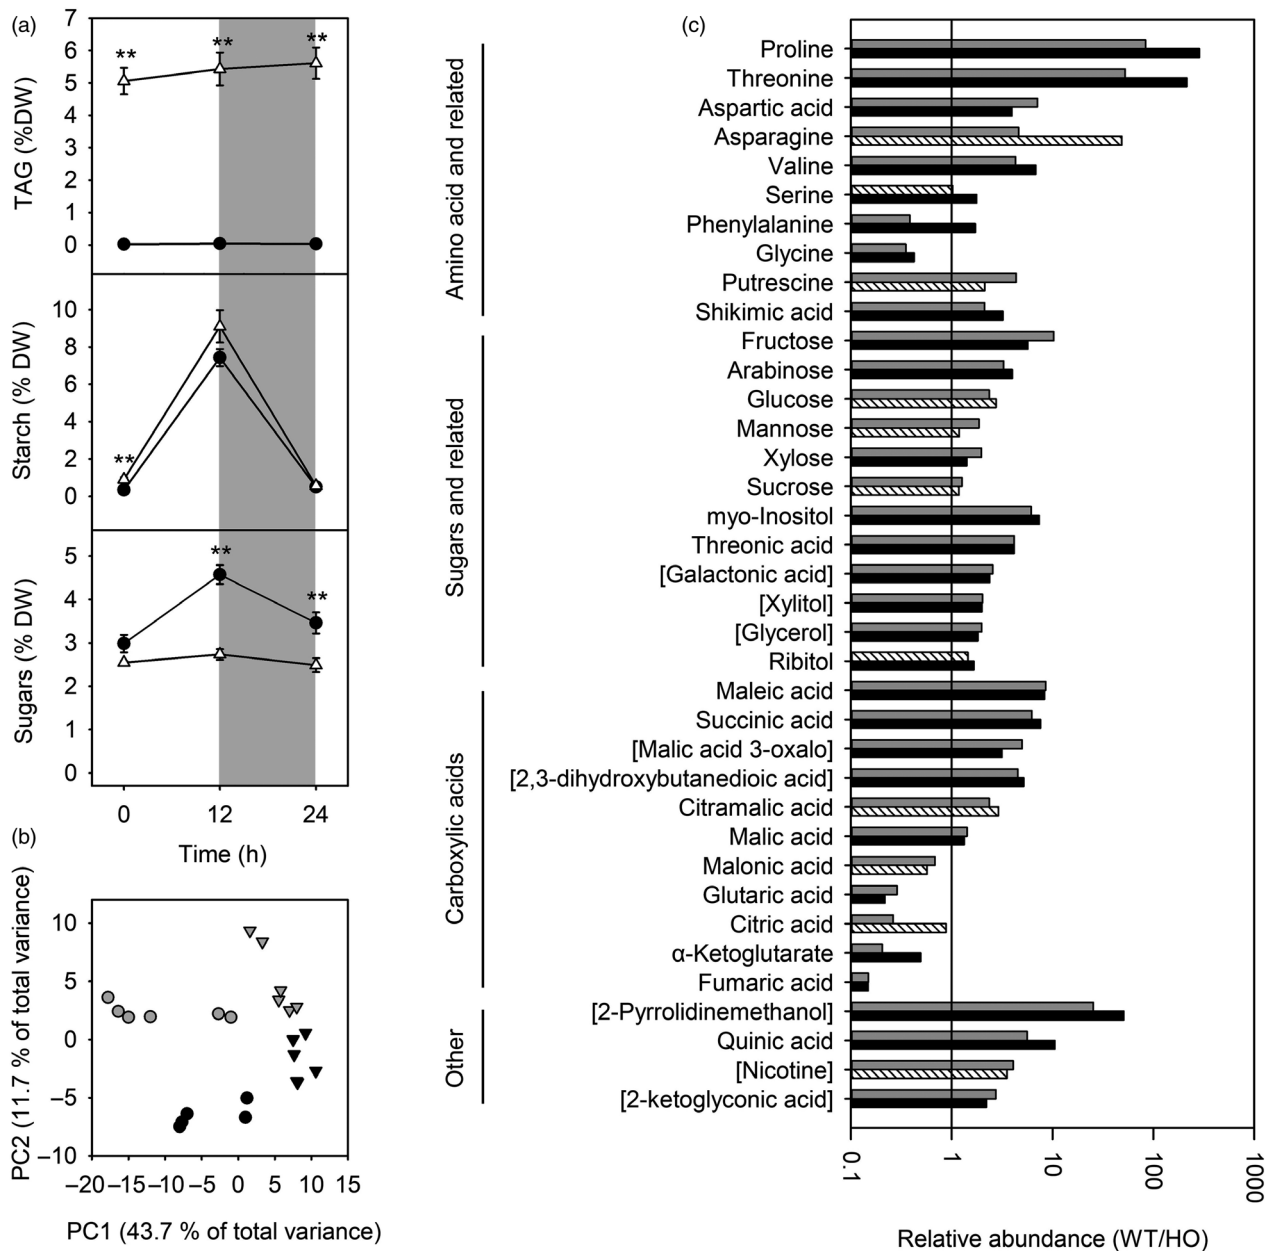 (a)
7
6
5
4
3
2
1
0
TAG (%DW)
**
**
**
10
8
6
4
2
0
Starch (% DW)
**
5
4
3
2
1
0
Sugars (% DW)
**
**
0
12
24
Time (h)
(b)
10
5
0
–5
–10
PC2 (11.7 % of total variance)
–20
–15
–10
–5
0
5
10
15
PC1 (43.7 % of total variance)
(c)
Amino acid and related
Proline
Threonine
Aspartic acid
Asparagine
Valine
Serine
Phenylalanine
Glycine
Putrescine
Shikimic acid
Sugars and related
Fructose
Arabinose
Glucose
Mannose
Xylose
Sucrose
myo-Inositol
Threonic acid
[Galactonic acid]
[Xylitol]
[Glycerol]
Ribitol
Carboxylic acids
Maleic acid
Succinic acid
[Malic acid 3-oxalo]
[2,3-dihydroxybutanedioic acid]
Citramalic acid
Malic acid
Malonic acid
Glutaric acid
Citric acid
α-Ketoglutarate
Fumaric acid
Other
[2-Pyrrolidinemethanol]
Quinic acid
[Nicotine]
[2-ketoglyconic acid]
0.1
1
10
100
1000
Relative abundance (WT/HO)